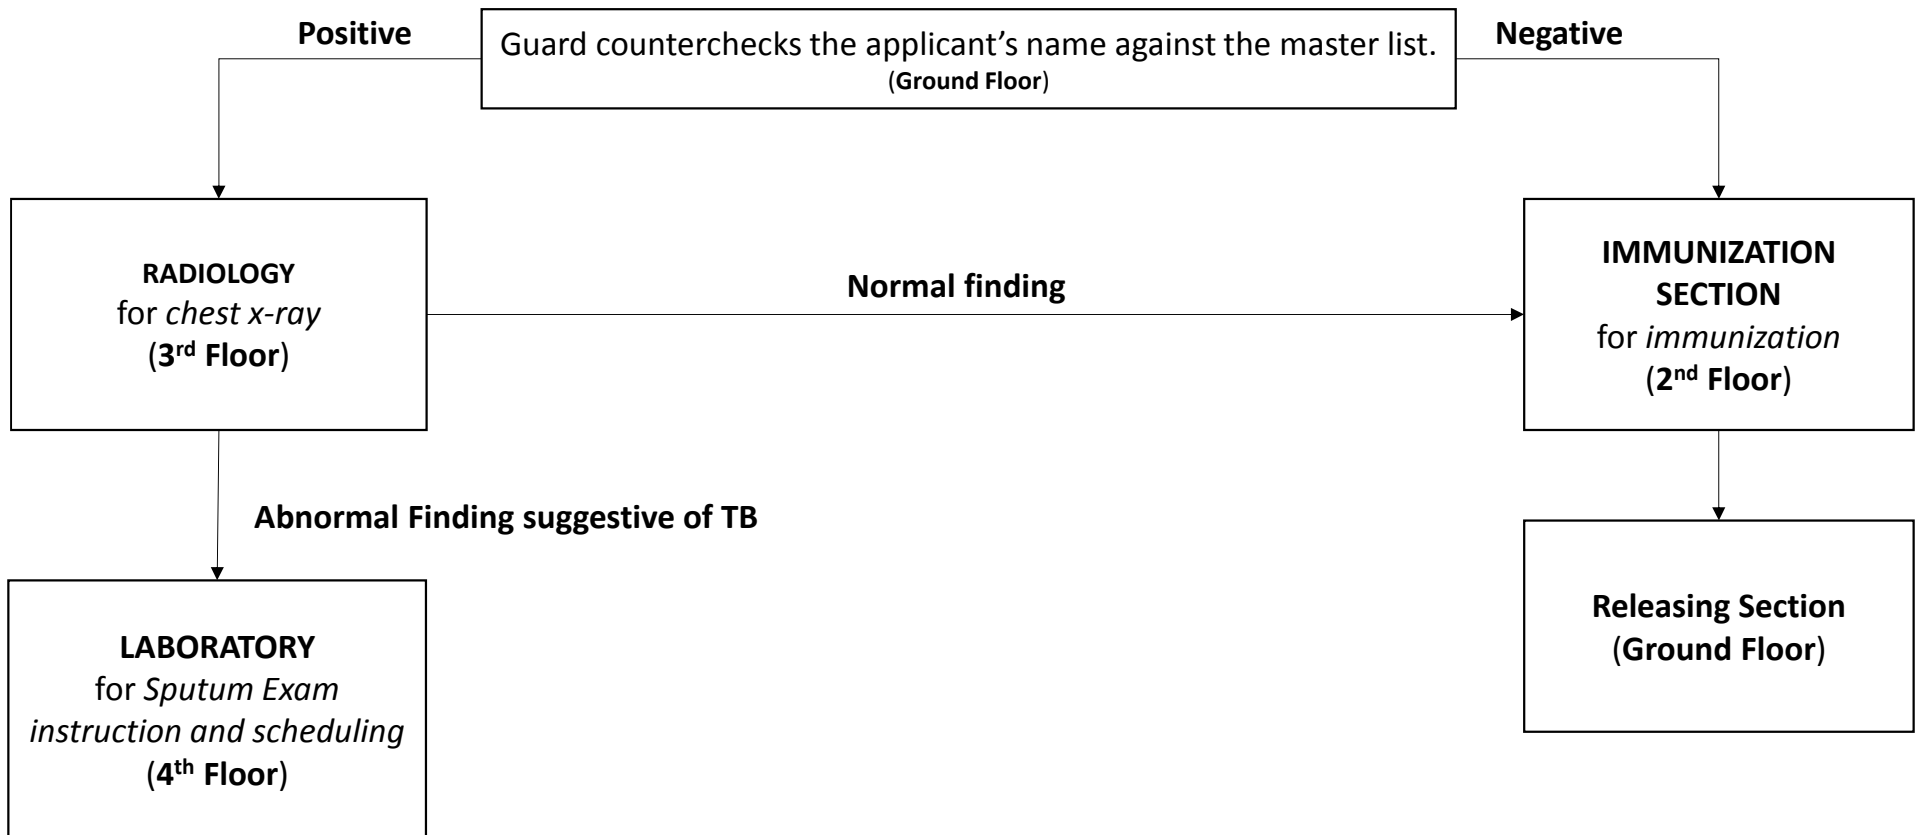 Positive
Guard counterchecks the applicant’s name against the master list.
(Ground Floor)
Negative
RADIOLOGY
for chest x-ray
(3rd Floor)
Normal finding
IMMUNIZATION
SECTION
for immunization
(2nd Floor)
Abnormal Finding suggestive of TB
LABORATORY
for Sputum Exam
instruction and scheduling
(4th Floor)
Releasing Section
(Ground Floor)